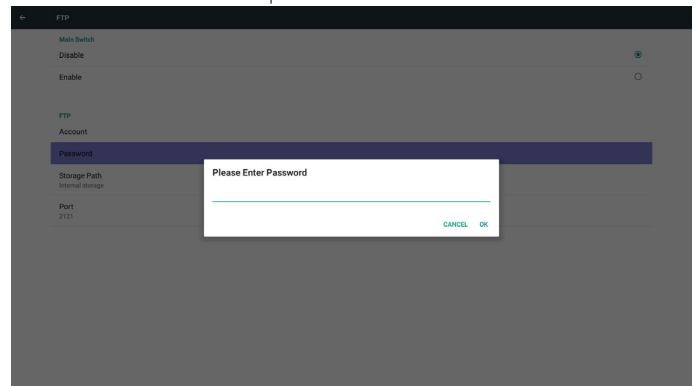 FTP
Main Switch
Disable
Enable
FTP
Account
Password
Storage Path
Internal storage
Port
2121
Please Enter Password
CANCEL OK